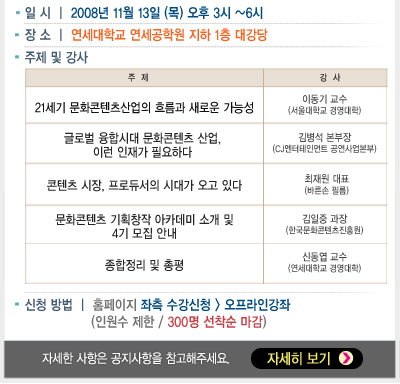 일 시 | 2008년 11월 13일 (목) 오후 3시 ~6시
장 소 | 연세대학교 연세공학원 지하 1층 대강당
주제 및 강사
주 제 강 사
21세기 문화콘텐츠산업의 흐름과 새로운 가능성
이동기 교수
(서울대학교 경영대학)
글로벌 융합시대 문화콘텐츠 산업,
이런 인재가 필요하다
김병석 본부장
(CJ엔터테인먼트 공연사업본부)
콘텐츠 시장, 프로듀서의 시대가 오고 있다
최재원 대표
(바른손 필름)
문화콘텐츠 기획창작 아카데미 소개 및
4기 모집 안내
김일중 과장
(한국문화콘텐츠진흥원)
종합정리 및 총평
신동엽 교수
(연세대학교 경영대학)
신청 방법 | 홈페이지 좌측 수강신청 > 오프라인강좌
(인원수 제한 / 300명 선착순 마감)
자세한 사항은 공지사항을 참고해주세요. 자세히 보기